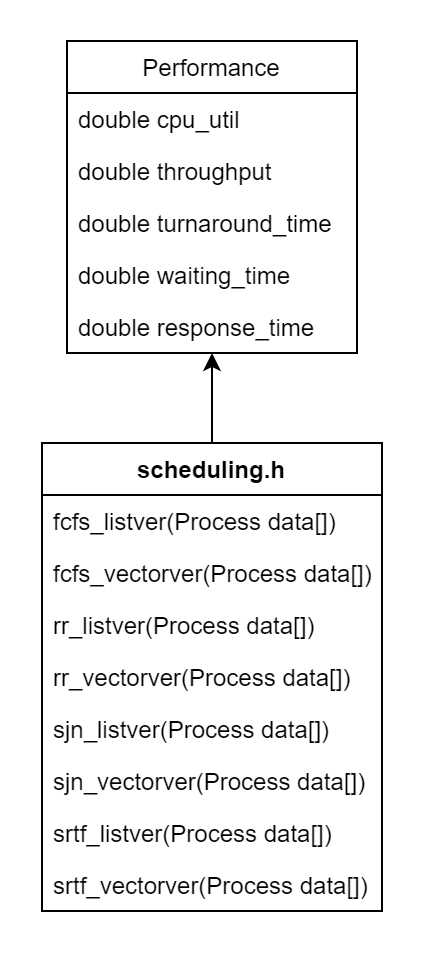 Performance
double cpu_util
double throughput
double turnaround_time
double waiting_time
double response_time
scheduling.h
fcfs_listver(Process data[])
fcfs_vectorver(Process data[])
rr_listver(Process data[])
rr_vectorver(Process data[])
sjn_listver(Process data[])
sjn_vectorver(Process data[])
srtf_listver(Process data[])
srtf_vectorver(Process data[])